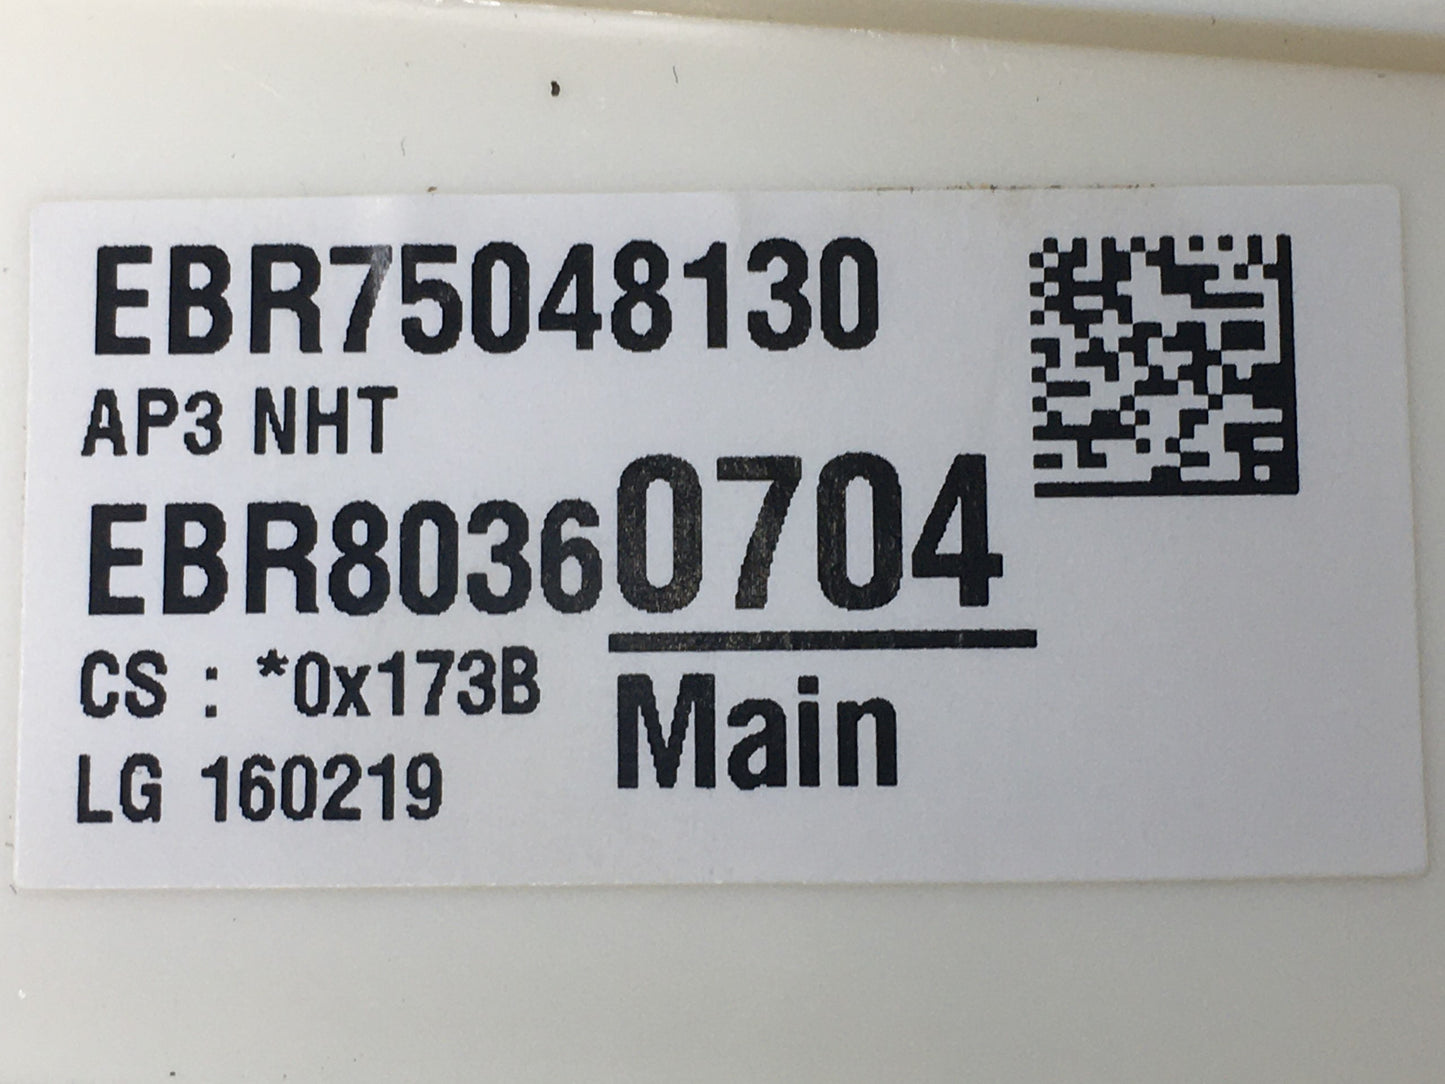 EBR75048130
AP3 NHT
EBR80360704
CS : *0x173B
Main
LG 160219